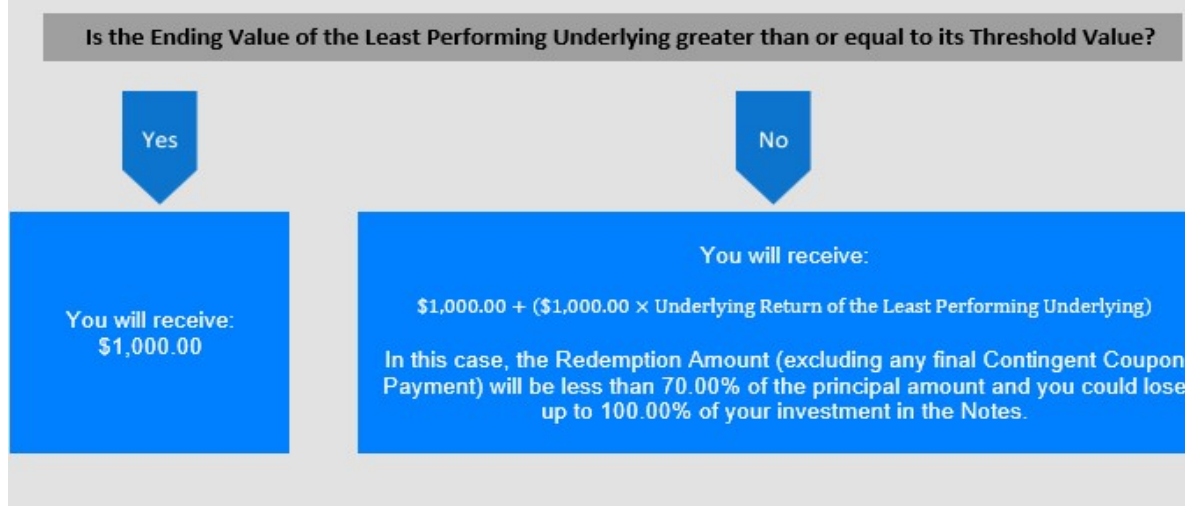 Is the Ending Value of the Least Performing Underlying greater than or equal to its Threshold Value?
Yes
No
You will receive:
$1,000.00
You will receive:
$1,000.00 + ($1,000.00 × Underlying Return of the Least Performing Underlying)
In this case, the Redemption Amount (excluding any final Contingent Coupon
Payment) will be less than 70.00% of the principal amount and you could lose
up to 100.00% of your investment in the Notes.